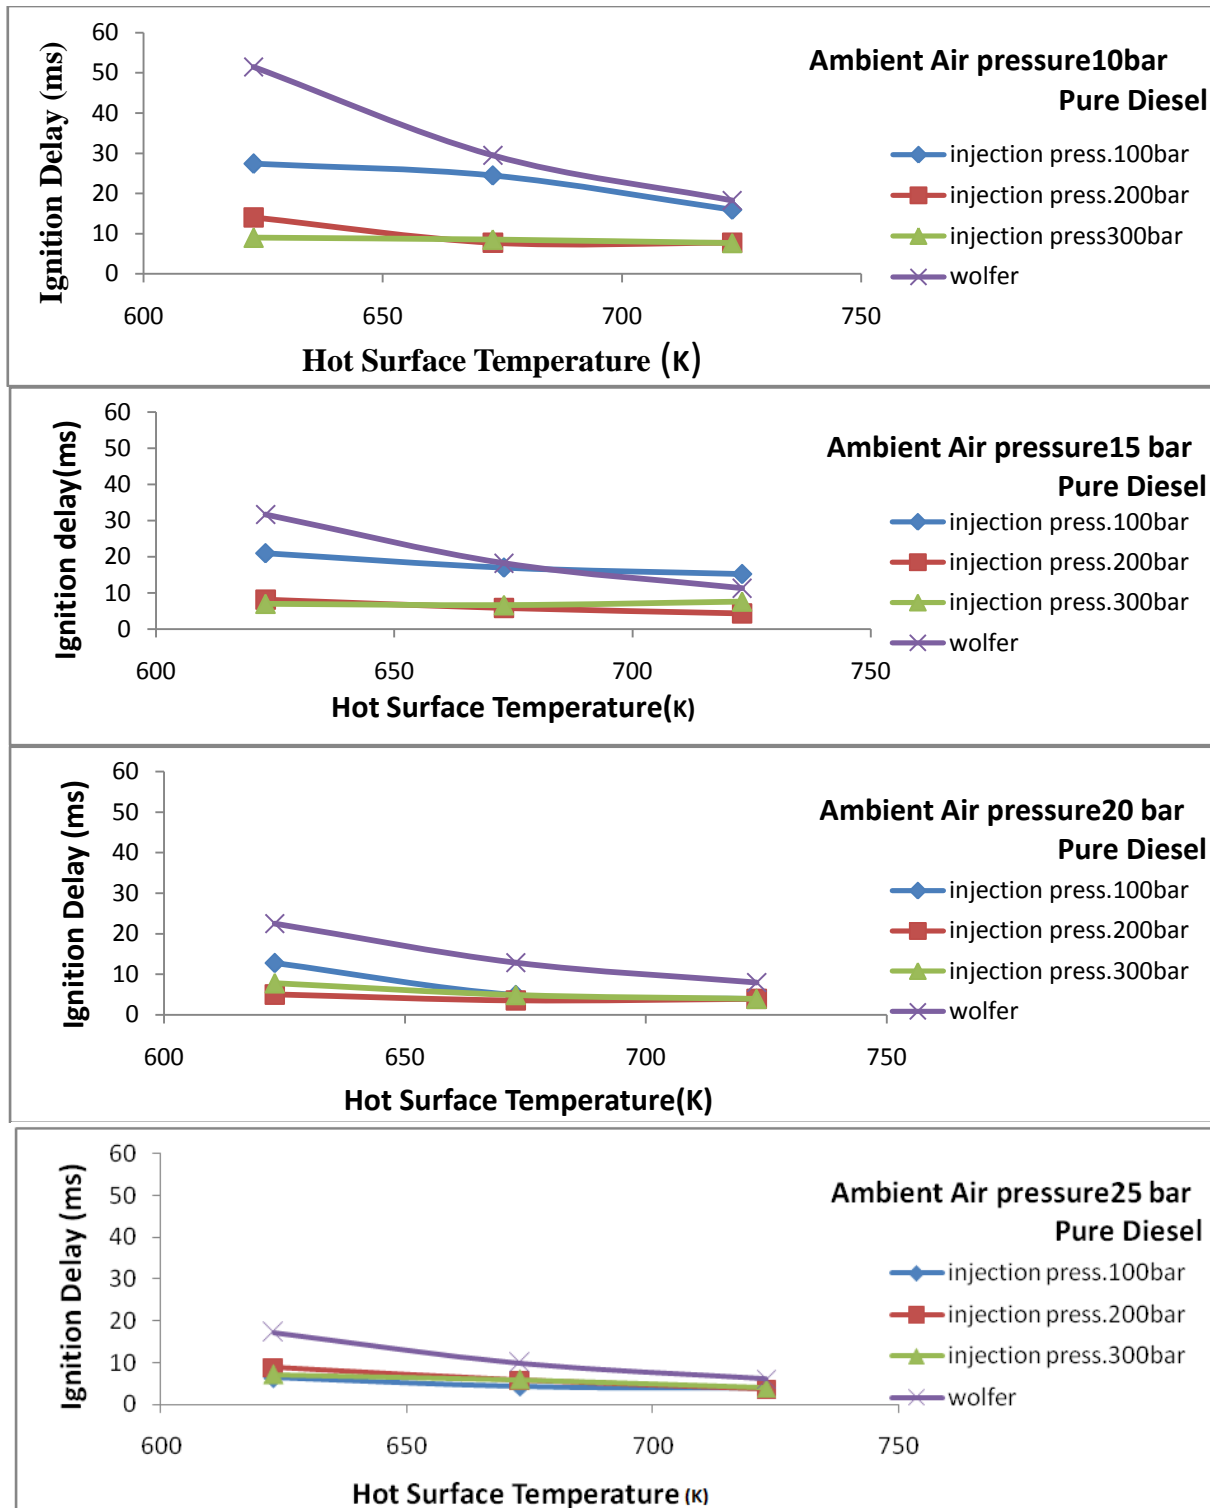 60
50
40
30
20
10
0
Ignition Delay (ms)
Ambient Air pressure10bar
Pure Diesel
injection press.100bar
injection press.200bar
injection press300bar
wolfer
600 650 700 750
Hot Surface Temperature (K)
60
50
40
30
20
10
0
Ignition delay(ms)
Ambient Air pressure15 bar
Pure Diesel
injection press.100bar
injection press.200bar
injection press.300bar
wolfer
600 650 700 750
Hot Surface Temperature(K)
60
50
40
30
20
10
0
Ignition Delay (ms)
Ambient Air pressure20 bar
Pure Diesel
injection press.100bar
injection press.200bar
injection press.300bar
wolfer
600 650 700 750
Hot Surface Temperature(K)
60
50
40
30
20
10
0
Ignition Delay (ms)
Ambient Air pressure25 bar
Pure Diesel
injection press.100bar
injection press.200bar
injection press.300bar
wolfer
600 650 700 750
Hot Surface Temperature (K)